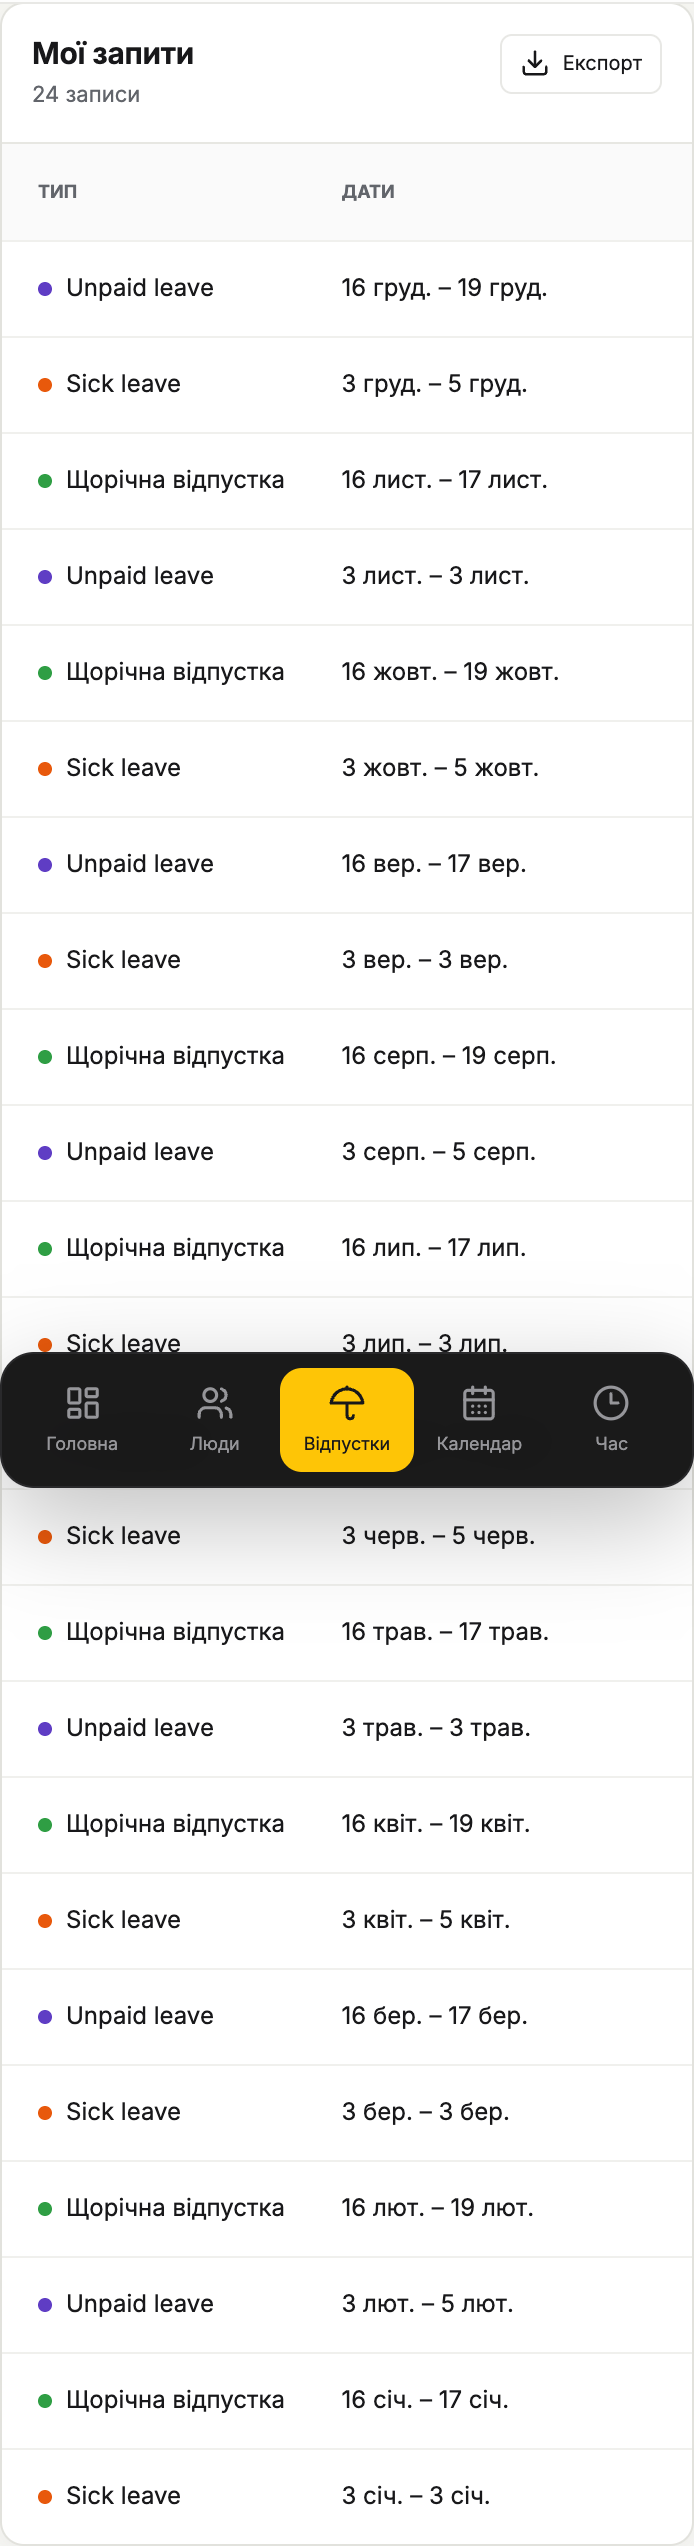 Мої запити
24 записи
Експорт
ТИП ДАТИ
Unpaid leave 16 груд. – 19 груд.
Sick leave 3 груд. – 5 груд.
Щорічна відпустка 16 лист. – 17 лист.
Unpaid leave 3 лист. – 3 лист.
Щорічна відпустка 16 жовт. – 19 жовт.
Sick leave 3 жовт. – 5 жовт.
Unpaid leave 16 вер. – 17 вер.
Sick leave 3 вер. – 3 вер.
Щорічна відпустка 16 серп. – 19 серп.
Unpaid leave 3 серп. – 5 серп.
Щорічна відпустка 16 лип. – 17 лип.
Sick leave 3 лип. – 3 лип.
Головна Люди Відпустки Календар Час
Sick leave 3 черв. – 5 черв.
Щорічна відпустка 16 трав. – 17 трав.
Unpaid leave 3 трав. – 3 трав.
Щорічна відпустка 16 квіт. – 19 квіт.
Sick leave 3 квіт. – 5 квіт.
Unpaid leave 16 бер. – 17 бер.
Sick leave 3 бер. – 3 бер.
Щорічна відпустка 16 лют. – 19 лют.
Unpaid leave 3 лют. – 5 лют.
Щорічна відпустка 16 січ. – 17 січ.
Sick leave 3 січ. – 3 січ.